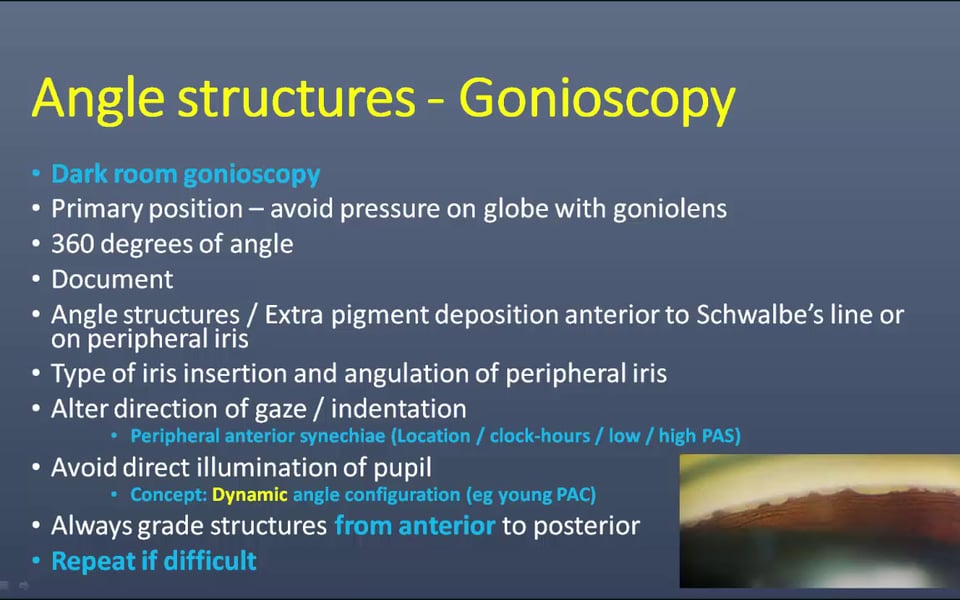 Angle structures - Gonioscopy
• Dark room gonioscopy
• Primary position – avoid pressure on globe with goniolens
• 360 degrees of angle
• Document
• Angle structures / Extra pigment deposition anterior to Schwalbe's line or
on peripheral iris
• Type of iris insertion and angulation of peripheral iris
• Alter direction of gaze / indentation
• Peripheral anterior synechiae (Location / clock-hours / low / high PAS)
• Avoid direct illumination of pupil
• Concept: Dynamic angle configuration (eg young PAC)
• Always grade structures from anterior to posterior
• Repeat if difficult